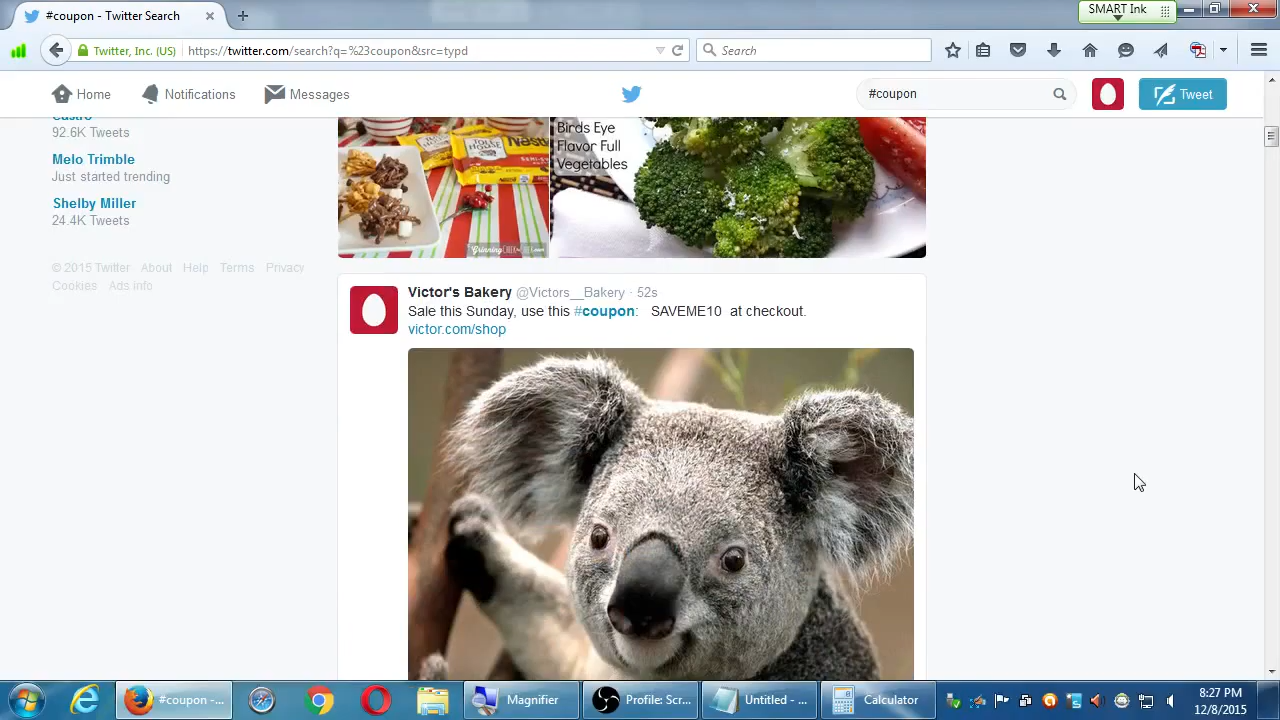 #coupon - Twitter Search
SMART Ink
Twitter, Inc. (US)
https://twitter.com/search?q=%23coupon&src=typd
Search
Home
Notifications
Messages
#coupon
Tweet
Castro
92.6K Tweets
Melo Trimble
Just started trending
Shelby Miller
24.4K Tweets
© 2015 Twitter About Help Terms Privacy
Cookies Ads info
TOLL HOUSE
Nestl
Birds Eye
Flavor Full
Vegetables
Victor's Bakery @Victors__Bakery · 52s
Sale this Sunday, use this #coupon: SAVEME10 at checkout.
victor.com/shop
#coupon -...
Magnifier
Profile: Scr...
Untitled - ...
Calculator
8:27 PM
12/8/2015